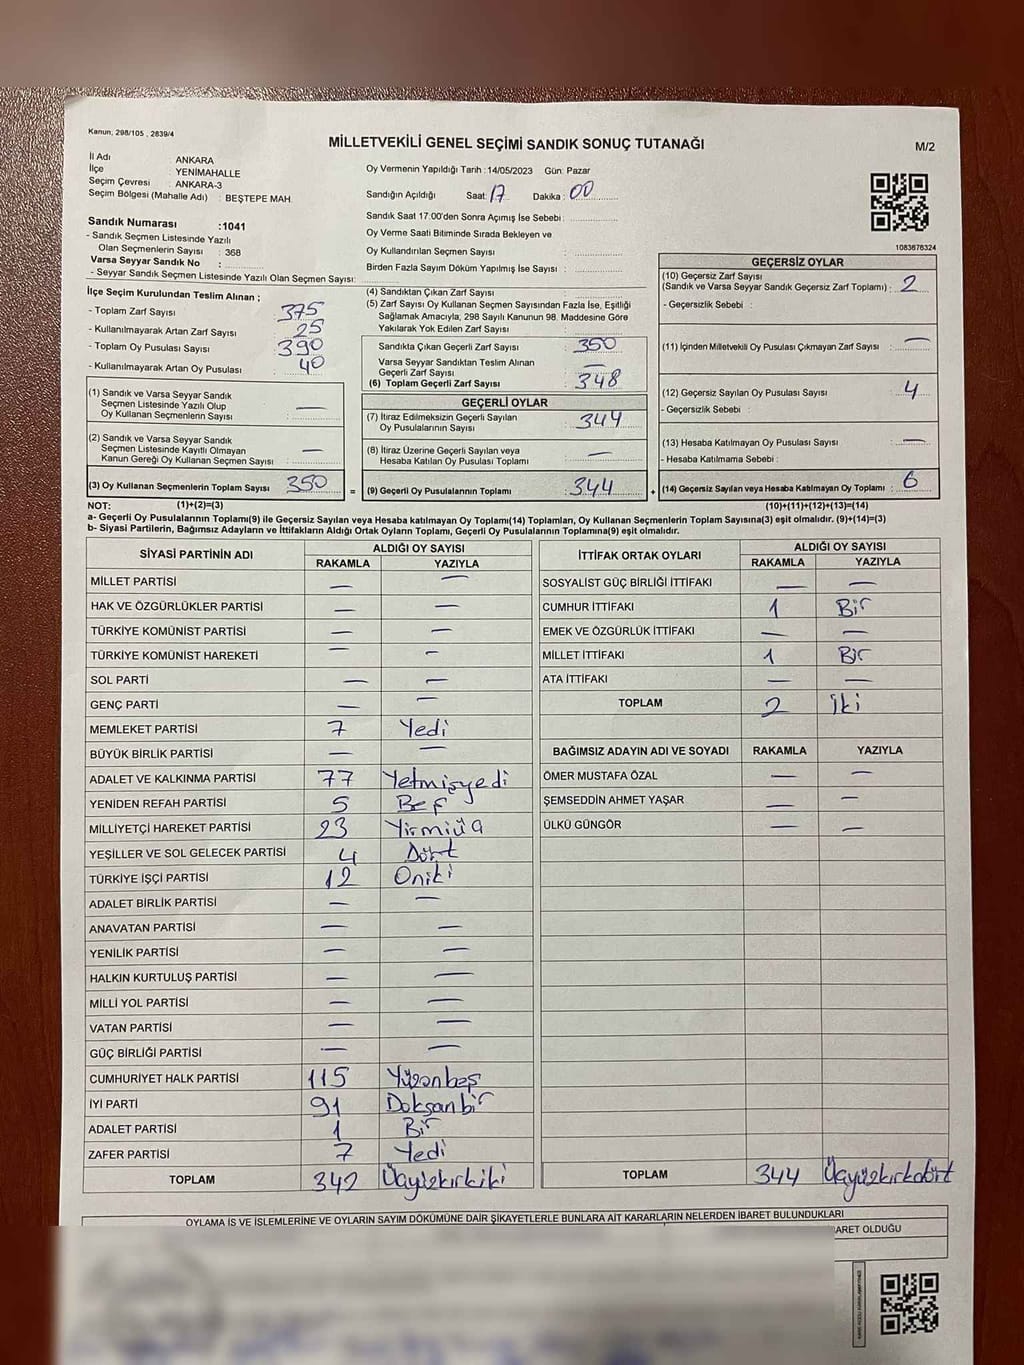 Kanun, 298/105 , 2839/4
MİLLETVEKİLİ GENEL SEÇİMİ SANDIK SONUÇ TUTANAĞI
M/2
İl Adı : ANKARA
İlçe : YENİMAHALLE
Seçim Çevresi : ANKARA-3
Seçim Bölgesi (Mahalle Adı) : BEŞTEPE MAH.
Oy Vermenin Yapıldığı Tarih : 14/05/2023 Gün: Pazar
Sandığın Açıldığı Saat: 17 Dakika : 00
Sandık Saat 17:00'den Sonra Açımış İse Sebebi :
Oy Verme Saati Bitiminde Sırada Bekleyen ve
Oy Kullandırılan Seçmen Sayısı :
Birden Fazla Sayım Döküm Yapılmış İse Sayısı :
1083676324
Sandık Numarası :1041
- Sandık Seçmen Listesinde Yazılı
Olan Seçmenlerin Sayısı : 368
Varsa Seyyar Sandık No :
- Seyyar Sandık Seçmen Listesinde Yazılı Olan Seçmen Sayısı:
İlçe Seçim Kurulundan Teslim Alınan ;
- Toplam Zarf Sayısı : 375
- Kullanılmayarak Artan Zarf Sayısı : 25
- Toplam Oy Pusulası Sayısı : 390
- Kullanılmayarak Artan Oy Pusulası : 40
(1) Sandık ve Varsa Seyyar Sandık
Seçmen Listesinde Yazılı Olup
Oy Kullanan Seçmenlerin Sayısı : —
(2) Sandık ve Varsa Seyyar Sandık
Seçmen Listesinde Kayıtlı Olmayan
Kanun Gereği Oy Kullanan Seçmen Sayısı : —
(3) Oy Kullanan Seçmenlerin Toplam Sayısı : 350
(4) Sandıktan Çıkan Zarf Sayısı :
(5) Zarf Sayısı Oy Kullanan Seçmen Sayısından Fazla İse, Eşitliği
Sağlamak Amacıyla; 298 Sayılı Kanunun 98. Maddesine Göre
Yakılarak Yok Edilen Zarf Sayısı :
Sandıkta Çıkan Geçerli Zarf Sayısı : 350
Varsa Seyyar Sandıktan Teslim Alınan
Geçerli Zarf Sayısı : —
(6) Toplam Geçerli Zarf Sayısı : 348
GEÇERLİ OYLAR
(7) İtiraz Edilmeksizin Geçerli Sayılan
Oy Pusulalarının Sayısı : 344
(8) İtiraz Üzerine Geçerli Sayılan veya
Hesaba Katılan Oy Pusulası Toplamı : —
= (9) Geçerli Oy Pusulalarının Toplamı : 344
GEÇERSİZ OYLAR
(10) Geçersiz Zarf Sayısı
(Sandık ve Varsa Seyyar Sandık Geçersiz Zarf Toplamı) : 2
- Geçersizlik Sebebi :
(11) İçinden Milletvekili Oy Pusulası Çıkmayan Zarf Sayısı : —
(12) Geçersiz Sayılan Oy Pusulası Sayısı : 4
- Geçersizlik Sebebi :
(13) Hesaba Katılmayan Oy Pusulası Sayısı : —
- Hesaba Katılmama Sebebi :
+ (14) Geçersiz Sayılan veya Hesaba Katılmayan Oy Toplamı : 6
NOT: (1)+(2)=(3) (10)+(11)+(12)+(13)=(14)
a- Geçerli Oy Pusulalarının Toplamı(9) ile Geçersiz Sayılan veya Hesaba katılmayan Oy Toplamı(14) Toplamları, Oy Kullanan Seçmenlerin Toplam Sayısına(3) eşit olmalıdır. (9)+(14)=(3)
b- Siyasi Partilerin, Bağımsız Adayların ve İttifakların Aldığı Ortak Oyların Toplamı, Geçerli Oy Pusulalarının Toplamına(9) eşit olmalıdır.
SİYASİ PARTİNİN ADI ALDIĞI OY SAYISI
RAKAMLA YAZIYLA
MİLLET PARTİSİ — —
HAK VE ÖZGÜRLÜKLER PARTİSİ — —
TÜRKİYE KOMÜNİST PARTİSİ — —
TÜRKİYE KOMÜNİST HAREKETİ — —
SOL PARTİ — —
GENÇ PARTİ — —
MEMLEKET PARTİSİ 7 Yedi
BÜYÜK BİRLİK PARTİSİ — —
ADALET VE KALKINMA PARTİSİ 77 Yetmişyedi
YENİDEN REFAH PARTİSİ 5 Beş
MİLLİYETÇİ HAREKET PARTİSİ 23 Yirmiüç
YEŞİLLER VE SOL GELECEK PARTİSİ 4 Dört
TÜRKİYE İŞÇİ PARTİSİ 12 Oniki
ADALET BİRLİK PARTİSİ — —
ANAVATAN PARTİSİ — —
YENİLİK PARTİSİ — —
HALKIN KURTULUŞ PARTİSİ — —
MİLLİ YOL PARTİSİ — —
VATAN PARTİSİ — —
GÜÇ BİRLİĞİ PARTİSİ — —
CUMHURİYET HALK PARTİSİ 115 Yüzonbeş
İYİ PARTİ 91 Doksanbir
ADALET PARTİSİ 1 Bir
ZAFER PARTİSİ 7 Yedi
TOPLAM 342 Üçyüzkırkiki
İTTİFAK ORTAK OYLARI ALDIĞI OY SAYISI
RAKAMLA YAZIYLA
SOSYALİST GÜÇ BİRLİĞİ İTTİFAKI — —
CUMHUR İTTİFAKI 1 Bir
EMEK VE ÖZGÜRLÜK İTTİFAKI — —
MİLLET İTTİFAKI 1 Bir
ATA İTTİFAKI — —
TOPLAM 2 İki
BAĞIMSIZ ADAYIN ADI VE SOYADI RAKAMLA YAZIYLA
ÖMER MUSTAFA ÖZAL — —
ŞEMSEDDİN AHMET YAŞAR — —
ÜLKÜ GÜNGÖR — —
TOPLAM 344 Üçyüzkırkdört
OYLAMA İŞ VE İŞLEMLERİNE VE OYLARIN SAYIM DÖKÜMÜNE DAİR ŞİKAYETLERLE BUNLARA AİT KARARLARIN NELERDEN İBARET BULUNDUKLARI
BARET OLDUĞU